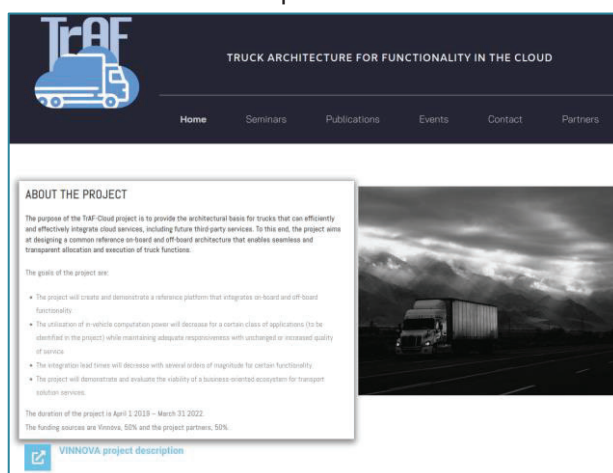 TrAF
TRUCK ARCHITECTURE FOR FUNCTIONALITY IN THE CLOUD
Home Seminars Publications Events Contact Partners
ABOUT THE PROJECT
The purpose of the TrAF-Cloud project is to provide the architectural basis for trucks that can efficiently
and effectively integrate cloud services, including future third-party services. To this end, the project aims
at designing a common reference on-board and off-board architecture that enables seamless and
transparent allocation and execution of truck functions.
The goals of the project are:
• The project will create and demonstrate a reference platform that integrates on-board and off-board
functionality.
• The utilisation of in-vehicle computation power will decrease for a certain class of applications (to be
identified in the project) while maintaining adequate responsiveness with unchanged or increased quality
of service.
• The integration lead times will decrease with several orders of magnitude for certain functionality.
• The project will demonstrate and evaluate the viability of a business-oriented ecosystem for transport
solution services.
The duration of the project is April 1 2019 – March 31 2022.
The funding sources are Vinnova, 50% and the project partners, 50%.
VINNOVA project description